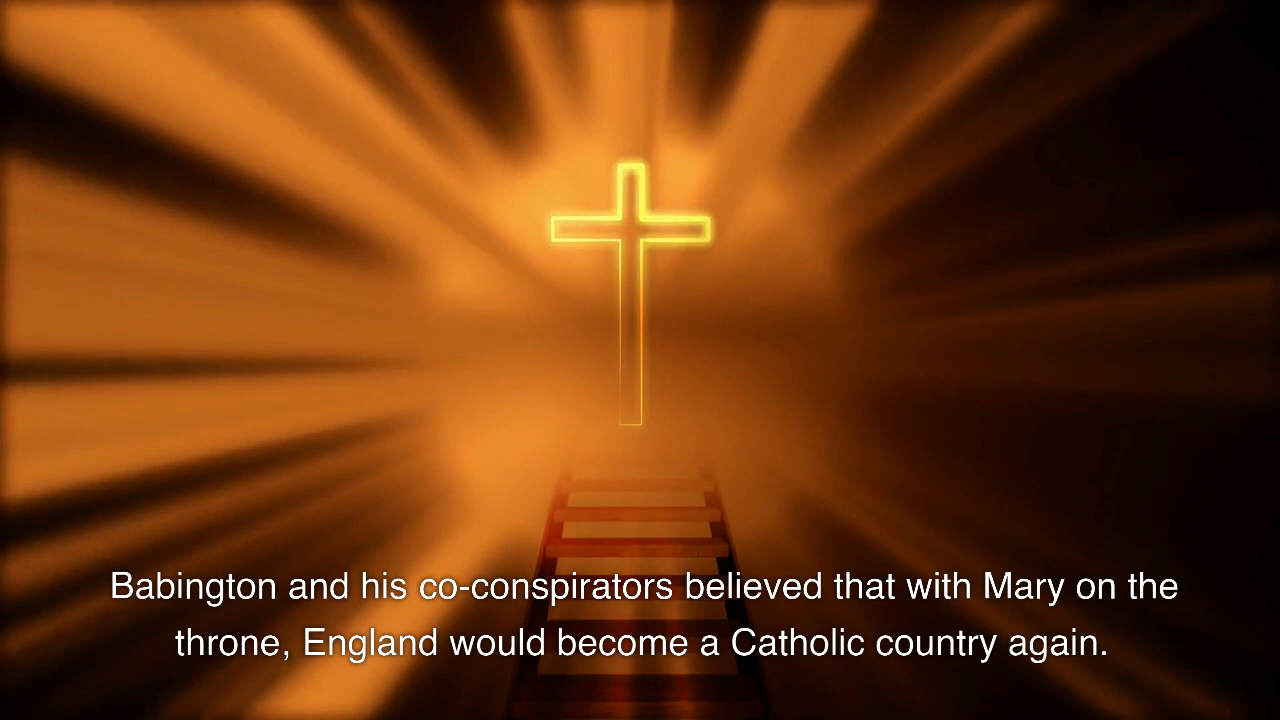 Babington and his co-conspirators believed that with Mary on the
throne, England would become a Catholic country again.